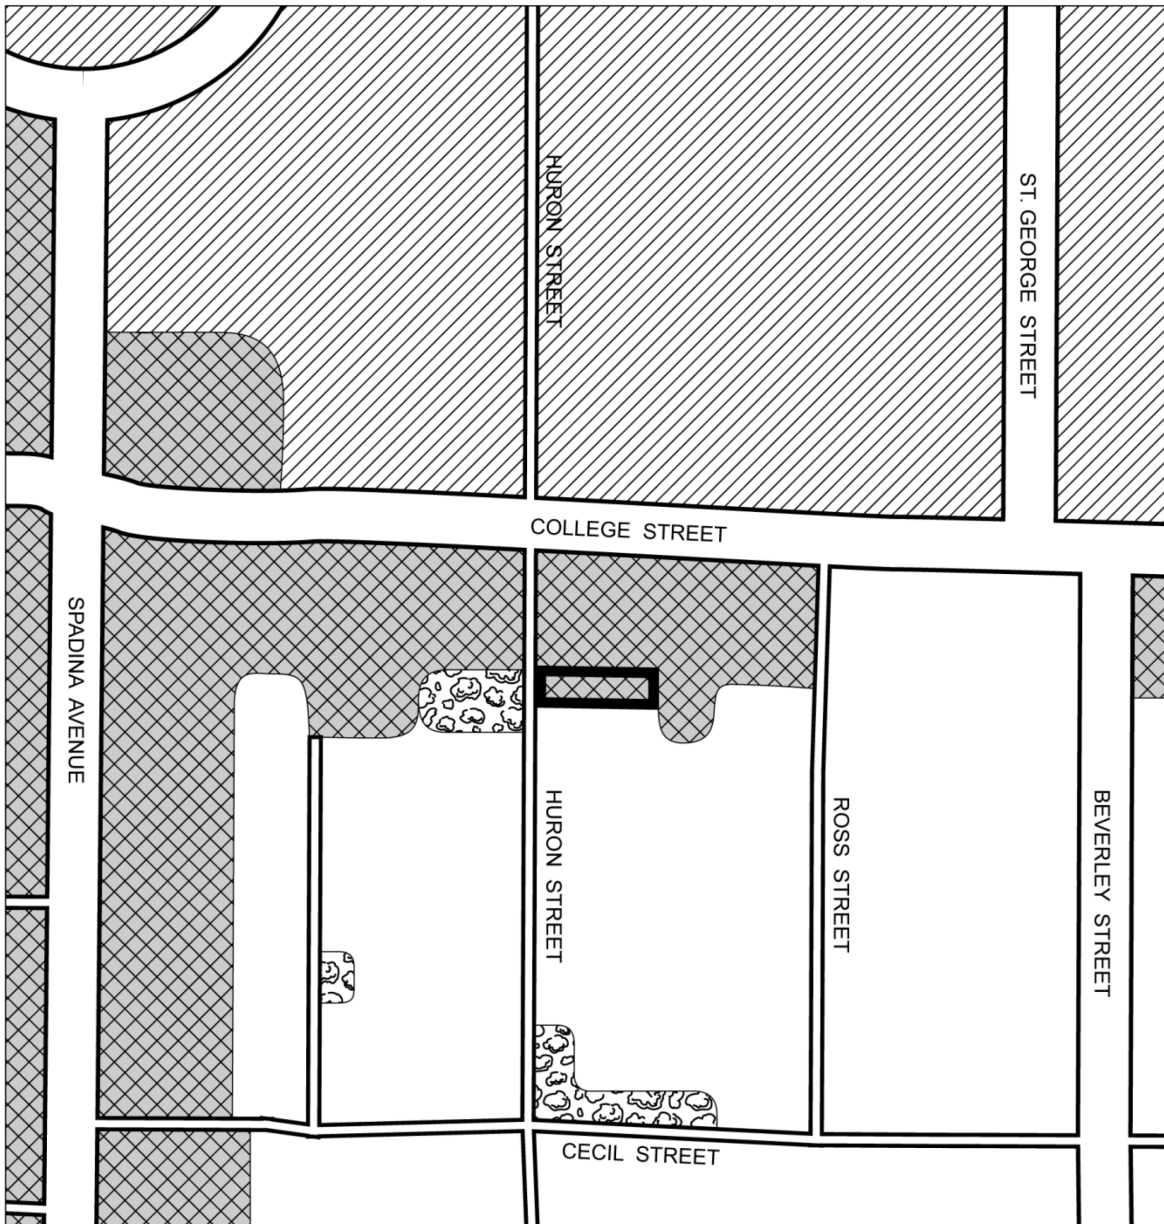 HURON STREET
ST. GEORGE STREET
COLLEGE STREET
SPADINA AVENUE
HURON STREET
ROSS STREET
BEVERLEY STREET
CECIL STREET